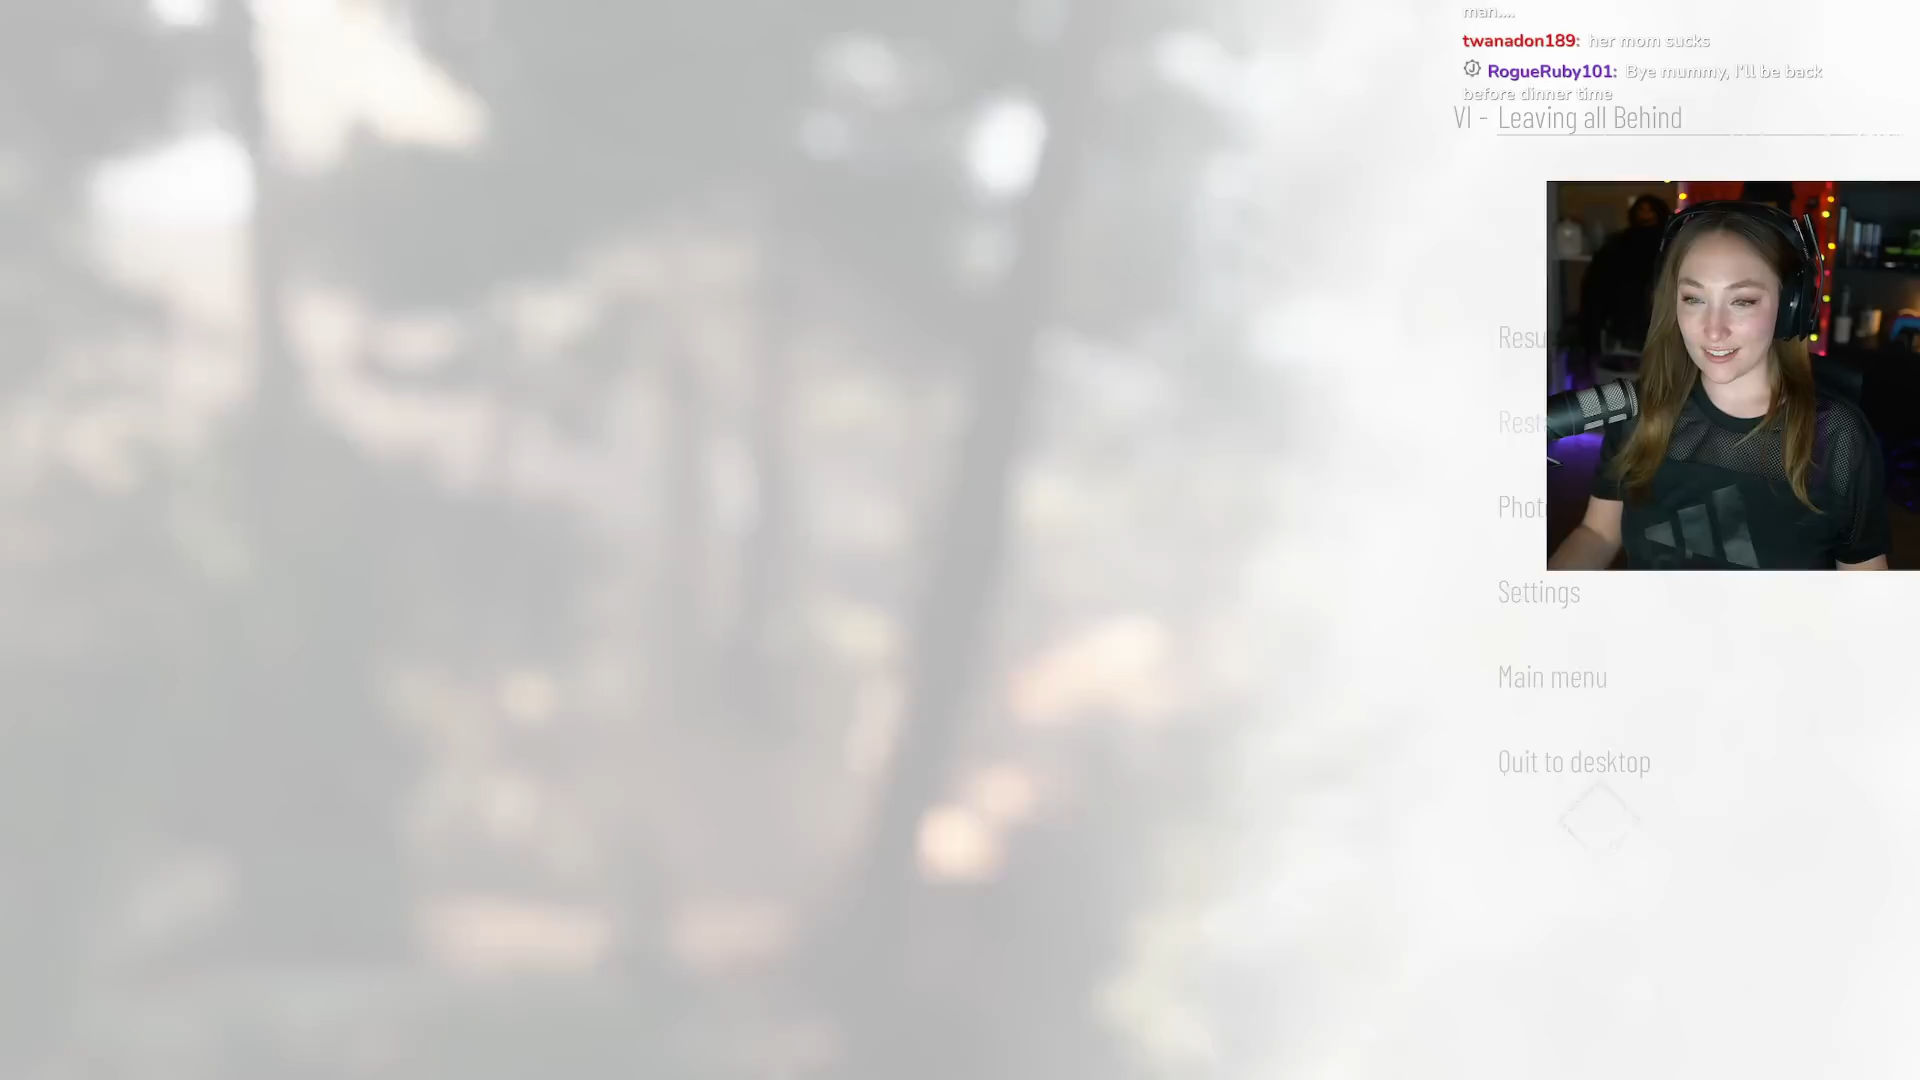 man....
twanadon189: her mom sucks
RogueRuby101: Bye mummy, I'll be back
before dinner time
VI - Leaving all Behind
Resu
Rest
Phot
Settings
Main menu
Quit to desktop